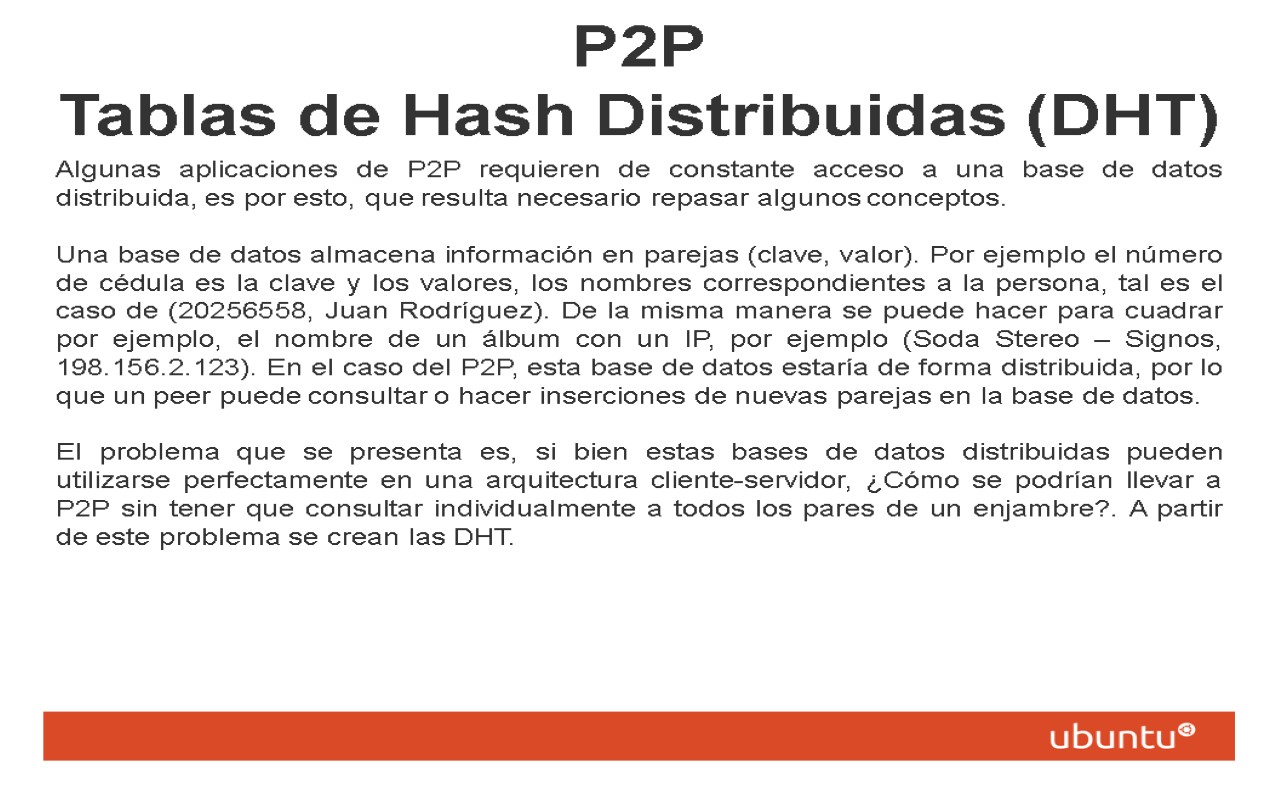 P2P
Tablas de Hash Distribuidas (DHT)
Algunas aplicaciones de P2P requieren de constante acceso a una base de datos
distribuida, es por esto, que resulta necesario repasar algunos conceptos.
Una base de datos almacena información en parejas (clave, valor). Por ejemplo el número
de cédula es la clave y los valores, los nombres correspondientes a la persona, tal es el
caso de (20256558, Juan Rodríguez). De la misma manera se puede hacer para cuadrar
por ejemplo, el nombre de un álbum con un IP, por ejemplo (Soda Stereo – Signos,
198.156.2.123). En el caso del P2P, esta base de datos estaría de forma distribuida, por lo
que un peer puede consultar o hacer inserciones de nuevas parejas en la base de datos.
El problema que se presenta es, si bien estas bases de datos distribuidas pueden
utilizarse perfectamente en una arquitectura cliente-servidor, ¿Cómo se podrían llevar a
P2P sin tener que consultar individualmente a todos los pares de un enjambre?. A partir
de este problema se crean las DHT.
ubuntu